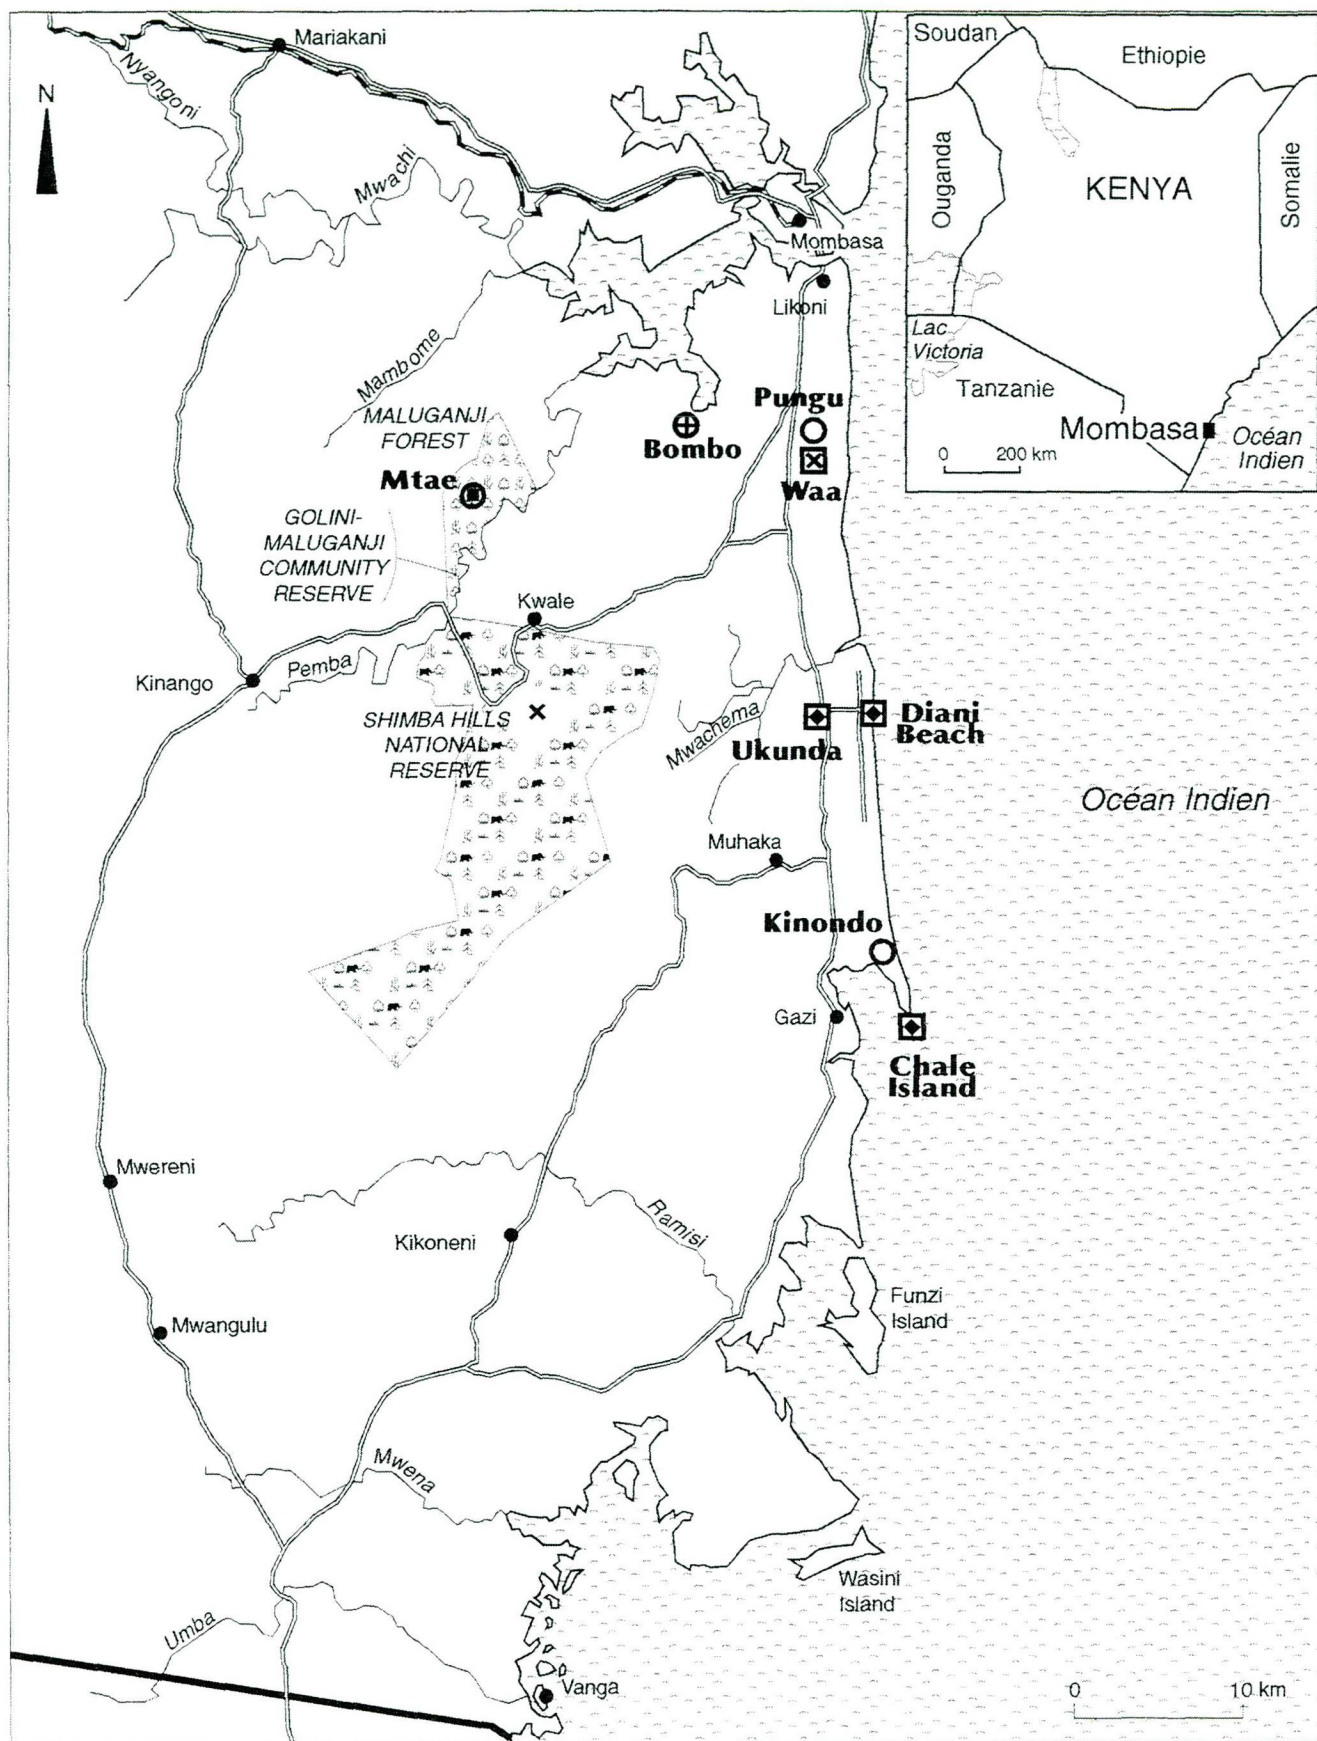 Mariakani
N
Nyangoni
Mwachi
Mombasa
Likoni
Mambome
MALUGANJI
FOREST
Pungu
Bombo
Waa
Mtae
GOLINI-
MALUGANJI
COMMUNITY
RESERVE
Kwale
Kinango
Pemba
SHIMBA HILLS
NATIONAL
RESERVE
Mwachema
Ukunda
Diani
Beach
Océan Indien
Muhaka
Kinondo
Gazi
Chale
Island
Mwereni
Kikoneni
Ramisi
Funzi
Island
Mwangulu
Mwena
Wasini
Island
Umba
Vanga
0 10 km
Soudan
Ethiopie
Ouganda
KENYA
Somalie
Lac
Victoria
Tanzanie
Mombasa
Océan
Indien
0 200 km